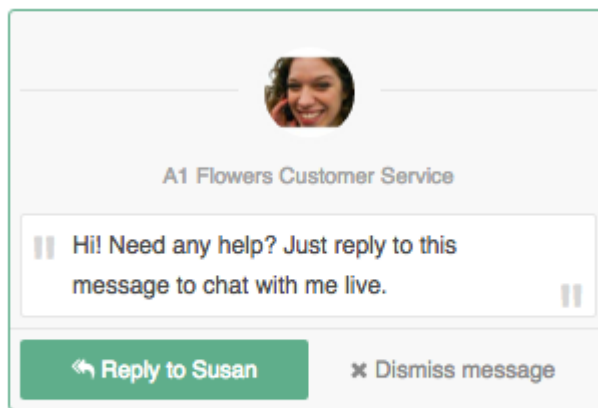 A1 Flowers Customer Service
Hi! Need any help? Just reply to this
message to chat with me live.
Reply to Susan
Dismiss message